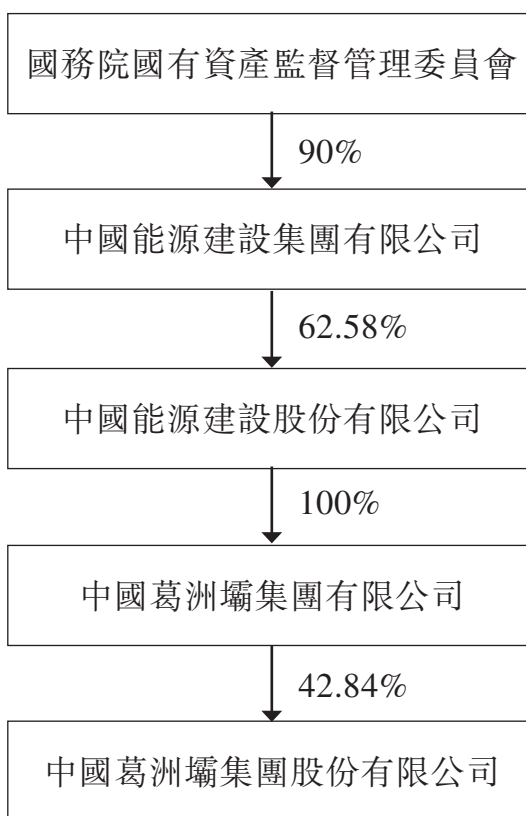 國務院國有資產監督管理委員會
90%
中國能源建設集團有限公司
62.58%
中國能源建設股份有限公司
100%
中國葛洲壩集團有限公司
42.84%
中國葛洲壩集團股份有限公司